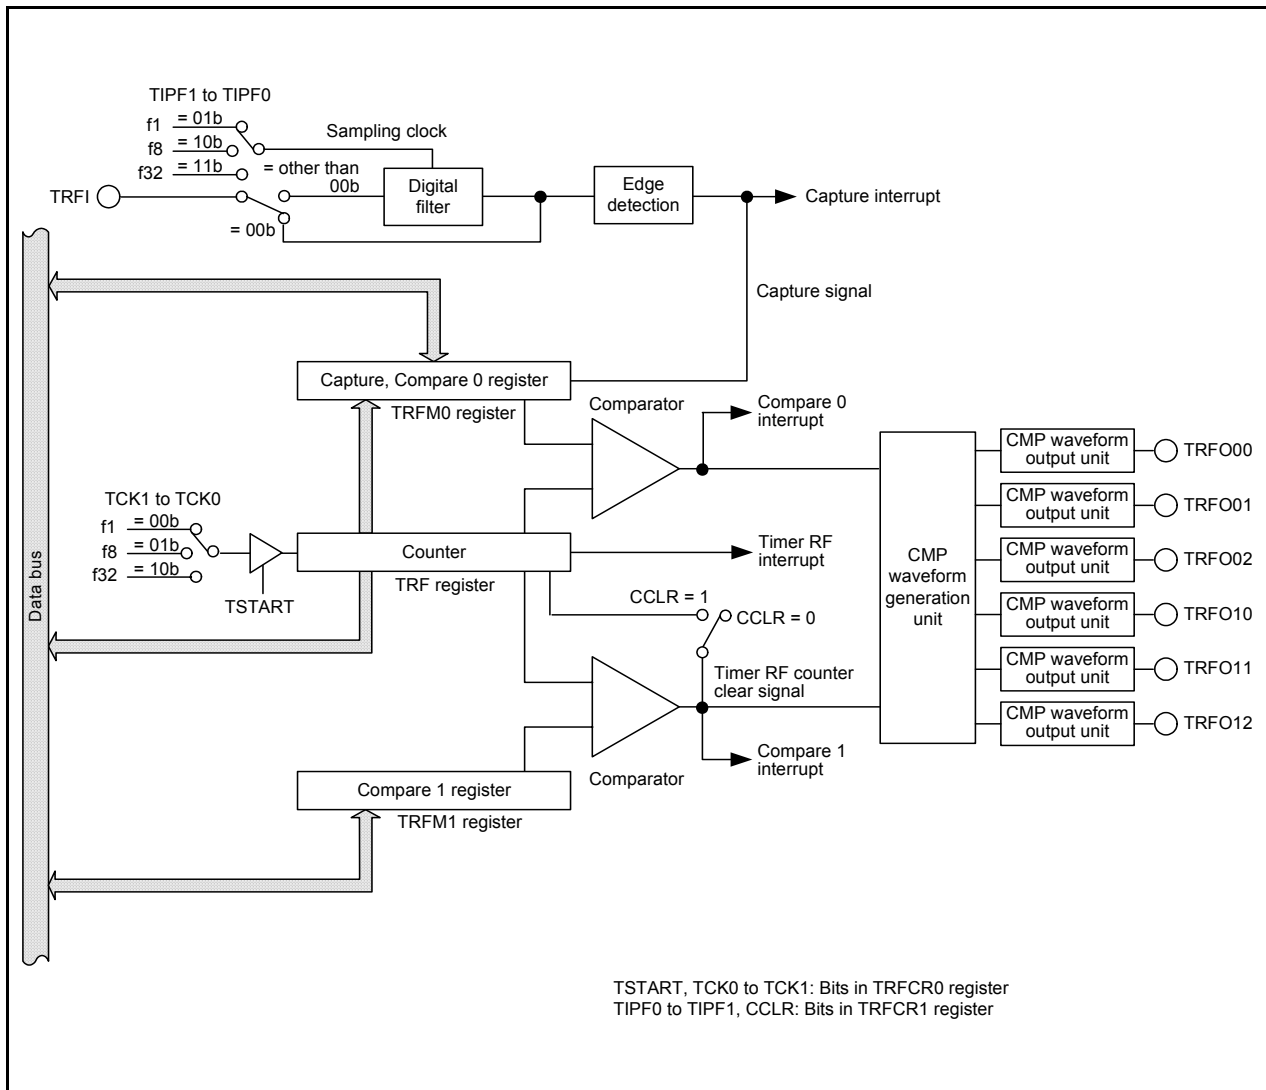 TIPF1 to TIPF0
f1
= 01b
f8
= 10b
f32
= 11b
Sampling clock
= other than
00b
= 00b
TRFI
Digital
filter
Edge
detection
Capture interrupt
Capture signal
Capture, Compare 0 register
TRFM0 register
Comparator
Compare 0
interrupt
TCK1 to TCK0
f1
= 00b
f8
= 01b
f32
= 10b
TSTART
Counter
TRF register
Timer RF
interrupt
CCLR = 1
CCLR = 0
Timer RF counter
clear signal
Compare 1
interrupt
Comparator
Compare 1 register
TRFM1 register
Data bus
CMP
waveform
generation
unit
CMP waveform
output unit
TRFO00
CMP waveform
output unit
TRFO01
CMP waveform
output unit
TRFO02
CMP waveform
output unit
TRFO10
CMP waveform
output unit
TRFO11
CMP waveform
output unit
TRFO12
TSTART, TCK0 to TCK1: Bits in TRFCR0 register
TIPF0 to TIPF1, CCLR: Bits in TRFCR1 register